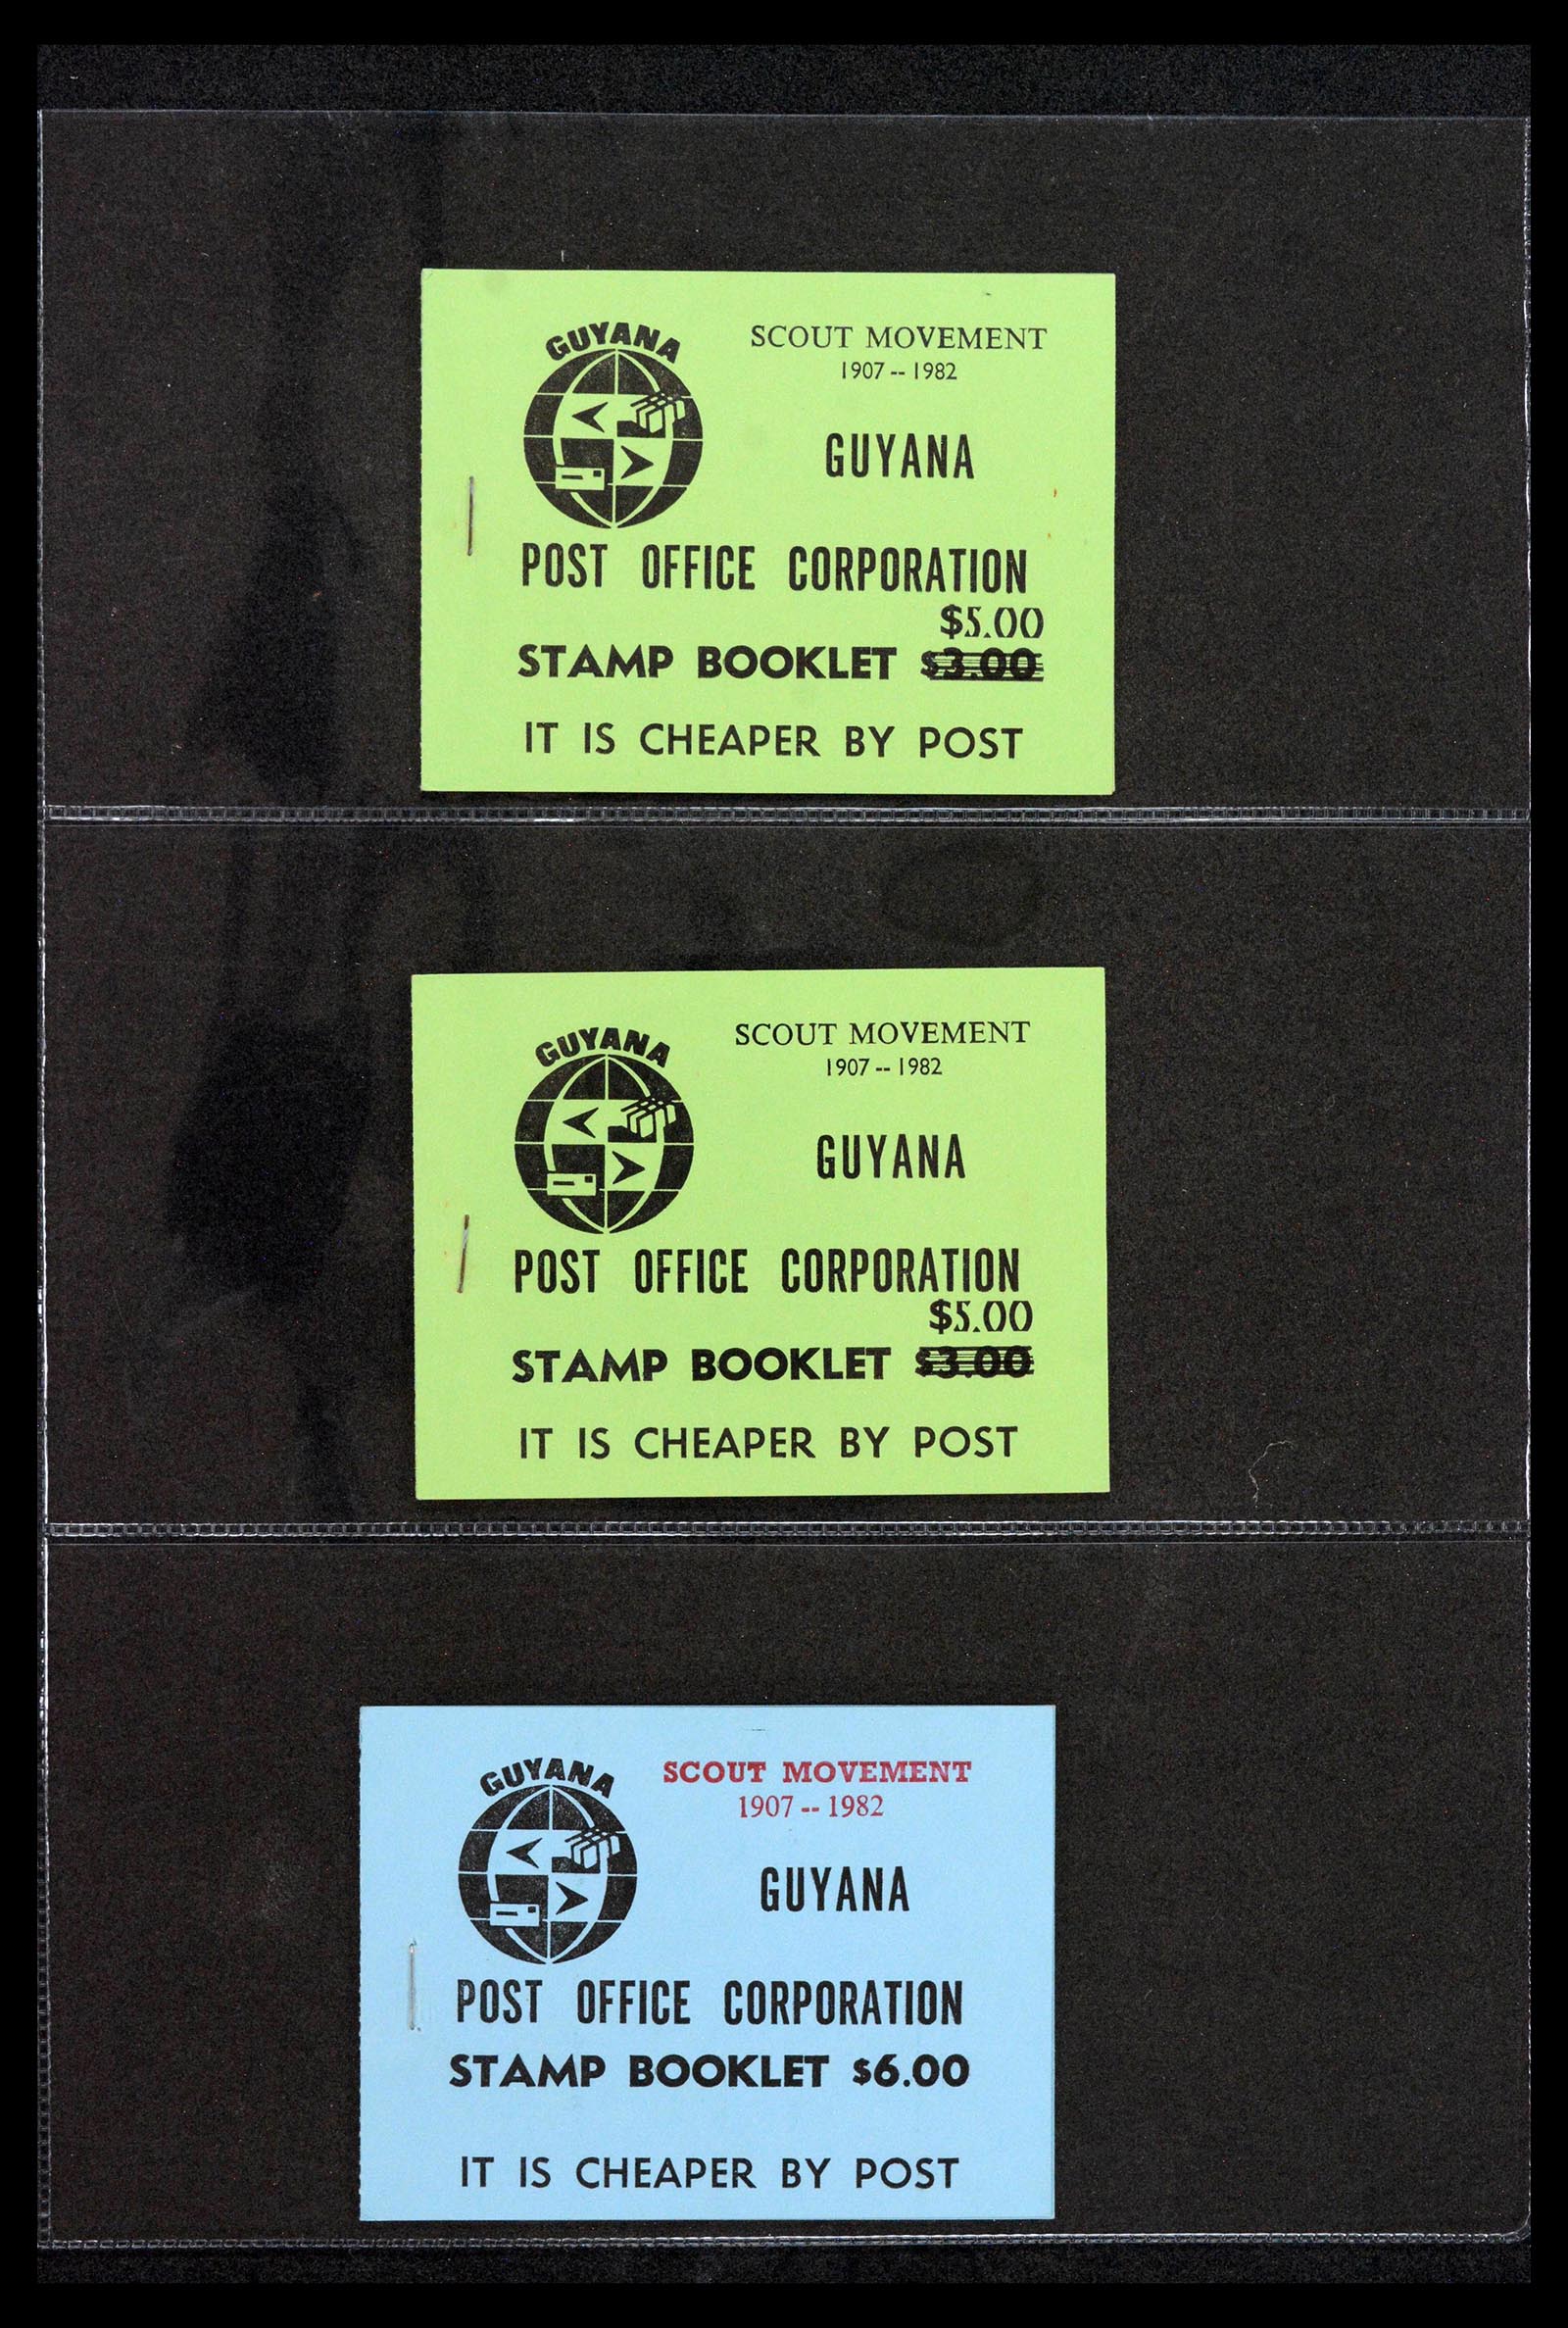 GUYANA
SCOUT MOVEMENT
1907 -- 1982
GUYANA
POST OFFICE CORPORATION
$5.00
STAMP BOOKLET $3.00
IT IS CHEAPER BY POST
GUYANA
SCOUT MOVEMENT
1907 -- 1982
GUYANA
POST OFFICE CORPORATION
$5.00
STAMP BOOKLET $3.00
IT IS CHEAPER BY POST
GUYANA
SCOUT MOVEMENT
1907 -- 1982
GUYANA
POST OFFICE CORPORATION
STAMP BOOKLET $6.00
IT IS CHEAPER BY POST